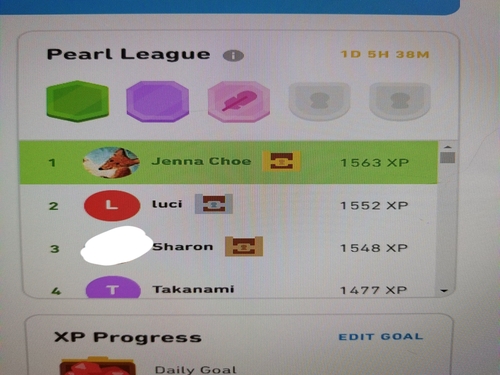 Pearl League i 1D 5H 38M
1 Jenna Choe 1563 XP
2 L luci 1552 XP
3 Sharon 1548 XP
4 T Takanami 1477 XP
XP Progress EDIT GOAL
Daily Goal